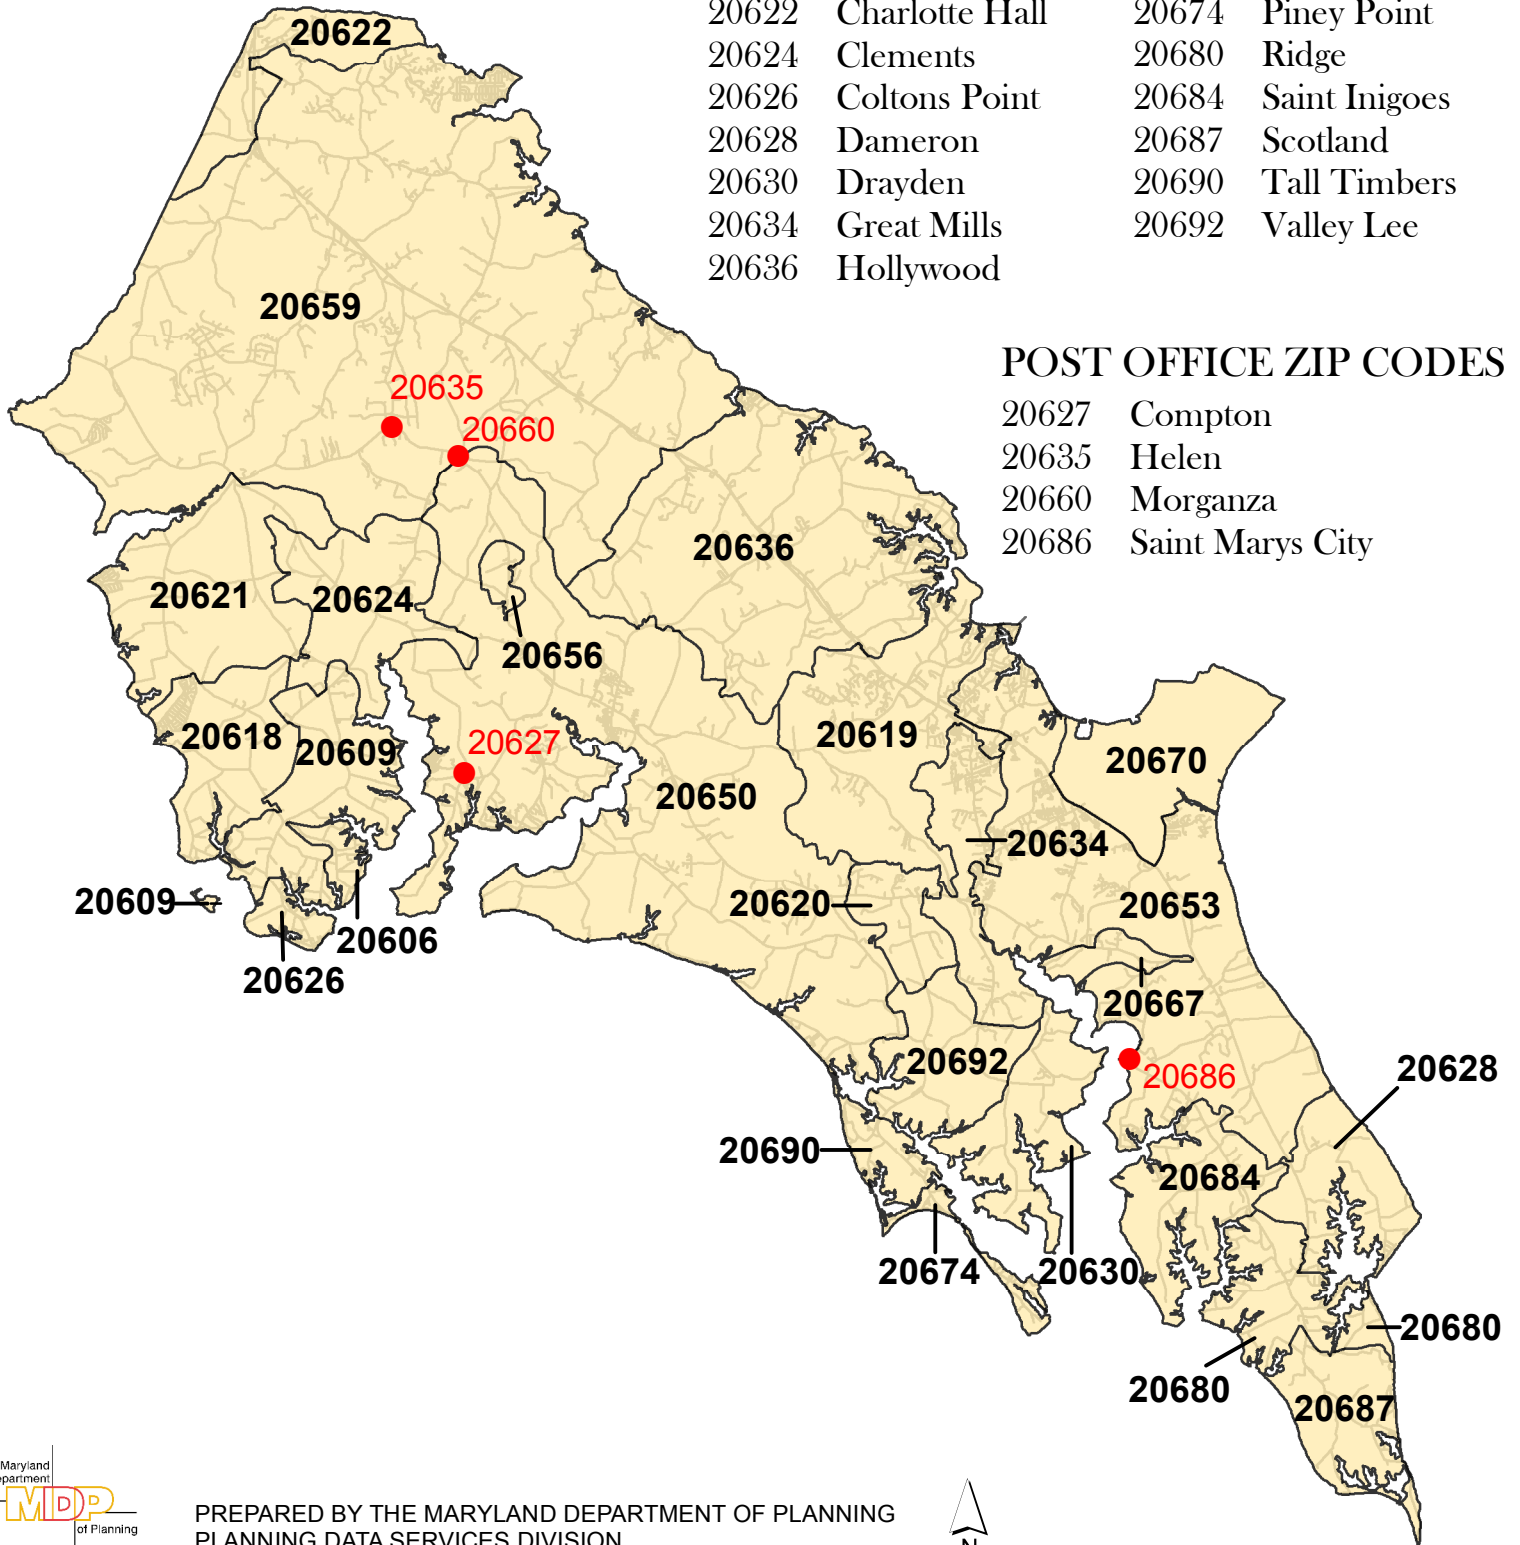 20622 Charlotte Hall
20624 Clements
20626 Coltons Point
20628 Dameron
20630 Drayden
20634 Great Mills
20636 Hollywood
20674 Piney Point
20680 Ridge
20684 Saint Inigoes
20687 Scotland
20690 Tall Timbers
20692 Valley Lee
POST OFFICE ZIP CODES
20627 Compton
20635 Helen
20660 Morganza
20686 Saint Marys City
20622
20659
20635
20660
20636
20621
20624
20656
20618
20609
20627
20650
20619
20670
20634
20609
20606
20626
20620
20653
20667
20692
20686
20628
20690
20684
20674
20630
20680
20680
20687
Maryland
epartment
MDP
of Planning
PREPARED BY THE MARYLAND DEPARTMENT OF PLANNING
PLANNING DATA SERVICES DIVISION
N